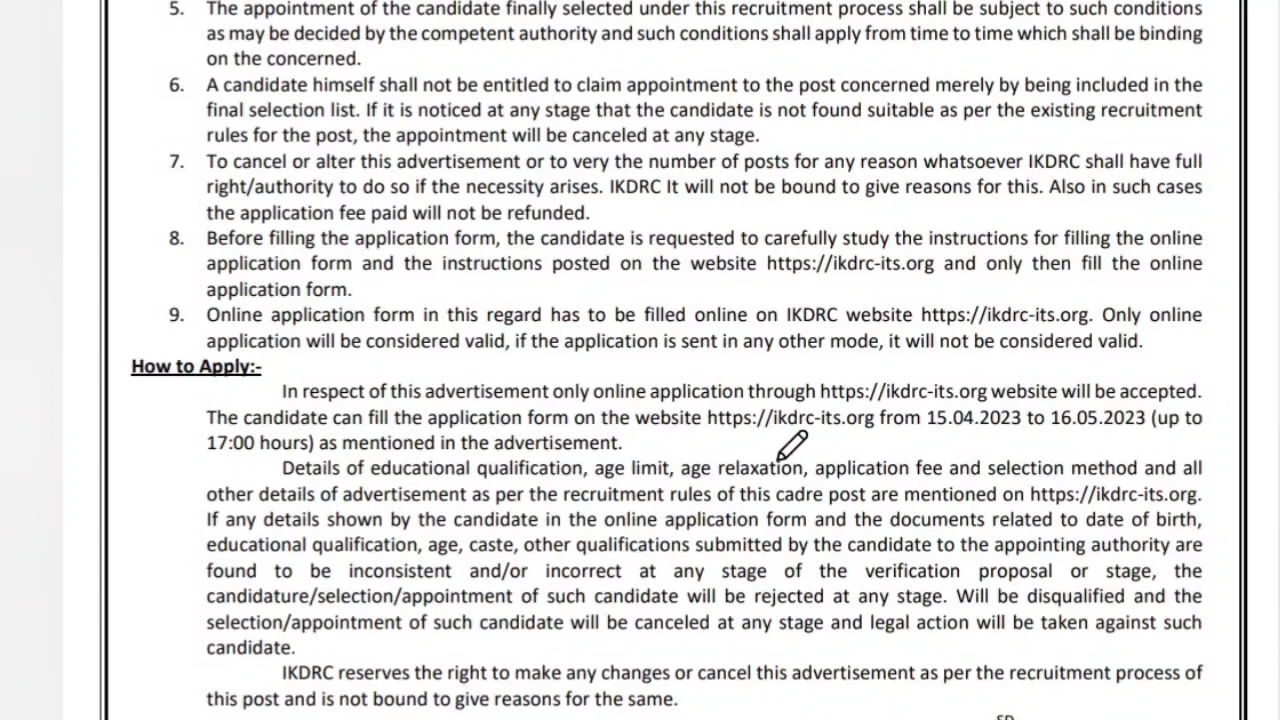 5. The appointment of the candidate finally selected under this recruitment process shall be subject to such conditions
as may be decided by the competent authority and such conditions shall apply from time to time which shall be binding
on the concerned.
6. A candidate himself shall not be entitled to claim appointment to the post concerned merely by being included in the
final selection list. If it is noticed at any stage that the candidate is not found suitable as per the existing recruitment
rules for the post, the appointment will be canceled at any stage.
7. To cancel or alter this advertisement or to very the number of posts for any reason whatsoever IKDRC shall have full
right/authority to do so if the necessity arises. IKDRC It will not be bound to give reasons for this. Also in such cases
the application fee paid will not be refunded.
8. Before filling the application form, the candidate is requested to carefully study the instructions for filling the online
application form and the instructions posted on the website https://ikdrc-its.org and only then fill the online
application form.
9. Online application form in this regard has to be filled online on IKDRC website https://ikdrc-its.org. Only online
application will be considered valid, if the application is sent in any other mode, it will not be considered valid.
How to Apply:-
In respect of this advertisement only online application through https://ikdrc-its.org website will be accepted.
The candidate can fill the application form on the website https://ikdrc-its.org from 15.04.2023 to 16.05.2023 (up to
17:00 hours) as mentioned in the advertisement.
Details of educational qualification, age limit, age relaxation, application fee and selection method and all
other details of advertisement as per the recruitment rules of this cadre post are mentioned on https://ikdrc-its.org.
If any details shown by the candidate in the online application form and the documents related to date of birth,
educational qualification, age, caste, other qualifications submitted by the candidate to the appointing authority are
found to be inconsistent and/or incorrect at any stage of the verification proposal or stage, the
candidature/selection/appointment of such candidate will be rejected at any stage. Will be disqualified and the
selection/appointment of such candidate will be canceled at any stage and legal action will be taken against such
candidate.
IKDRC reserves the right to make any changes or cancel this advertisement as per the recruitment process of
this post and is not bound to give reasons for the same.